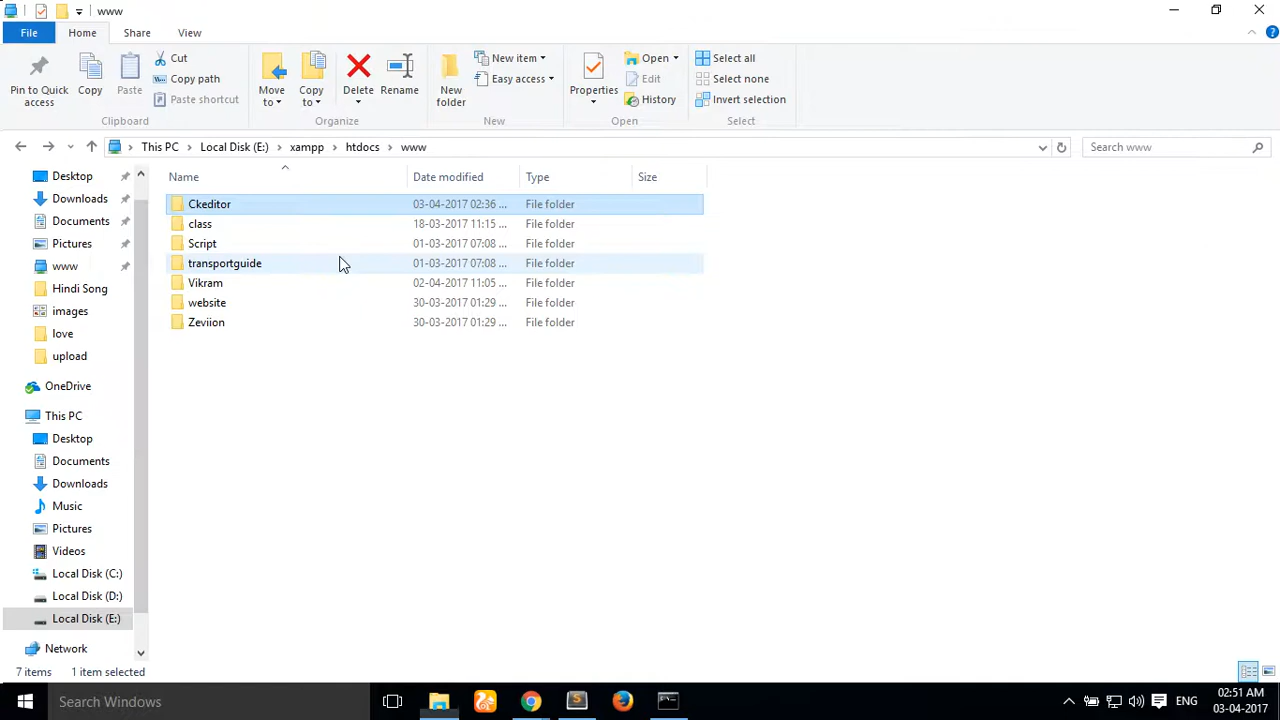 www
File Home Share View
Pin to Quick access
Copy
Paste
Cut
Copy path
Paste shortcut
Clipboard
Move to
Copy to
Delete
Rename
Organize
New folder
New item
Easy access
New
Properties
Open
Edit
History
Open
Select all
Select none
Invert selection
Select
This PC > Local Disk (E:) > xampp > htdocs > www
Search www
Name Date modified Type Size
Ckeditor 03-04-2017 02:36 ... File folder
class 18-03-2017 11:15 ... File folder
Script 01-03-2017 07:08 ... File folder
transportguide 01-03-2017 07:08 ... File folder
Vikram 02-04-2017 11:05 ... File folder
website 30-03-2017 01:29 ... File folder
Zeviion 30-03-2017 01:29 ... File folder
Desktop
Downloads
Documents
Pictures
www
Hindi Song
images
love
upload
OneDrive
This PC
Desktop
Documents
Downloads
Music
Pictures
Videos
Local Disk (C:)
Local Disk (D:)
Local Disk (E:)
Network
7 items 1 item selected
Search Windows
ENG
02:51 AM
03-04-2017